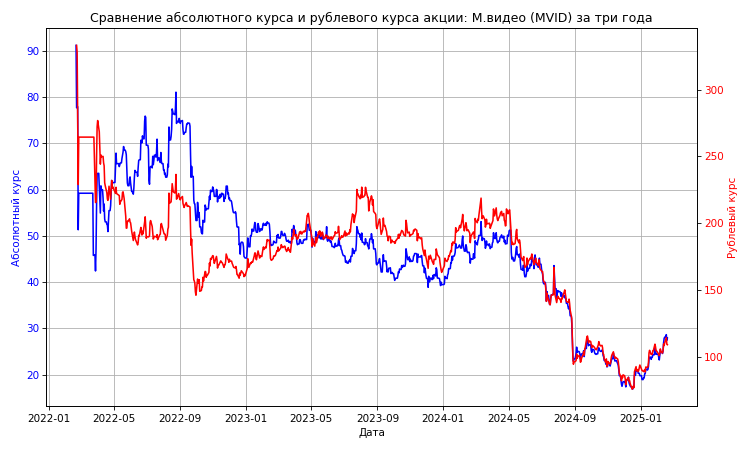 Сравнение абсолютного курса и рублевого курса акции: М.видео (MVID) за три года
Абсолютный курс
90
80
70
60
50
40
30
20
Рублевый курс
300
250
200
150
100
2022-01 2022-05 2022-09 2023-01 2023-05 2023-09 2024-01 2024-05 2024-09 2025-01
Дата